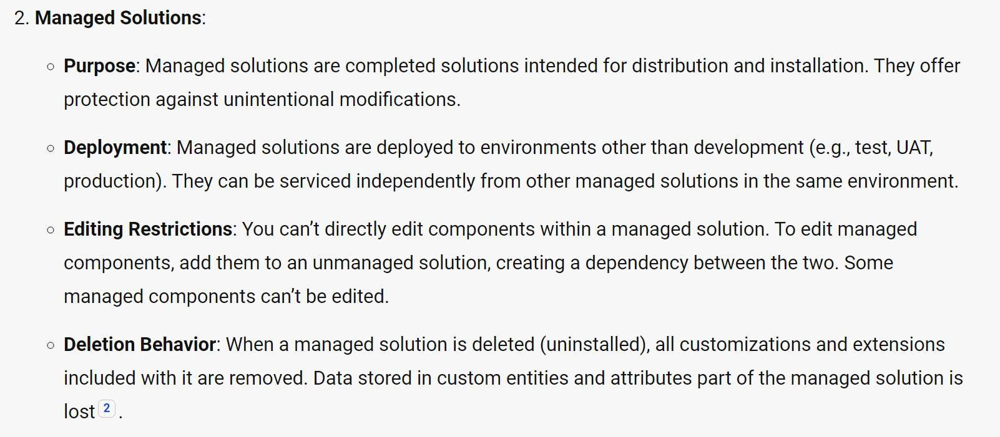 2. Managed Solutions:
○ Purpose: Managed solutions are completed solutions intended for distribution and installation. They offer
protection against unintentional modifications.
○ Deployment: Managed solutions are deployed to environments other than development (e.g., test, UAT,
production). They can be serviced independently from other managed solutions in the same environment.
○ Editing Restrictions: You can’t directly edit components within a managed solution. To edit managed
components, add them to an unmanaged solution, creating a dependency between the two. Some
managed components can’t be edited.
○ Deletion Behavior: When a managed solution is deleted (uninstalled), all customizations and extensions
included with it are removed. Data stored in custom entities and attributes part of the managed solution is
lost 2 .